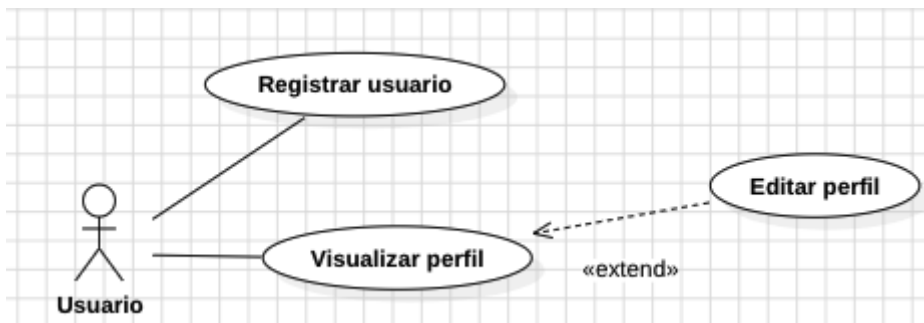 Registrar usuario
Editar perfil
Visualizar perfil
«extend»
Usuario